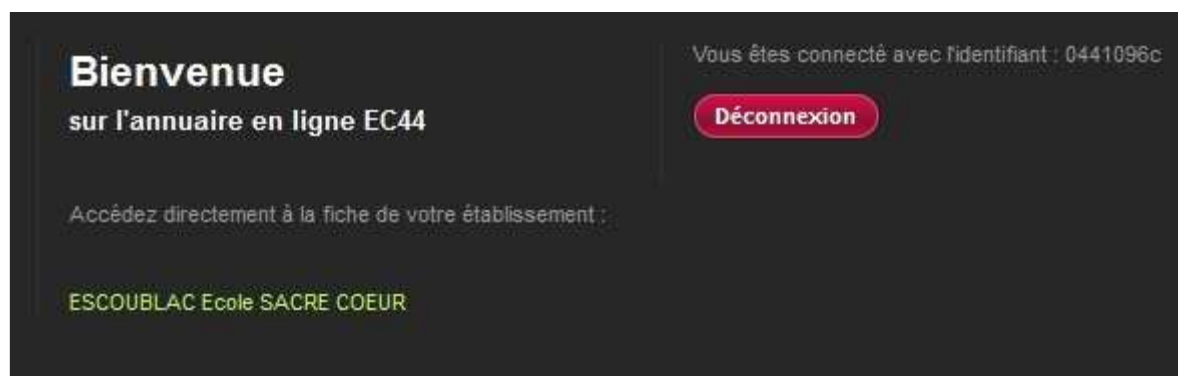 Bienvenue
sur l'annuaire en ligne EC44
Vous êtes connecté avec l'identifiant : 0441096c
Déconnexion
Accédez directement à la fiche de votre établissement :
ESCOUBLAC Ecole SACRE COEUR